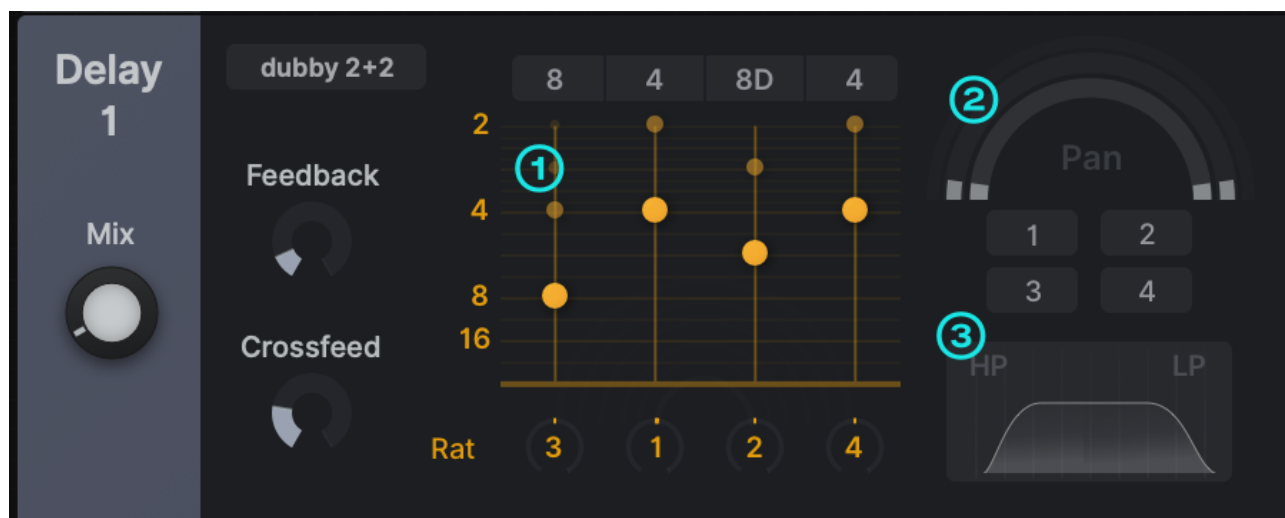 Delay
1
Mix
dubby 2+2
Feedback
Crossfeed
8 4 8D 4
2
4
8
16
1
Rat 3 1 2 4
2
Pan
1 2
3 4
3
HP LP